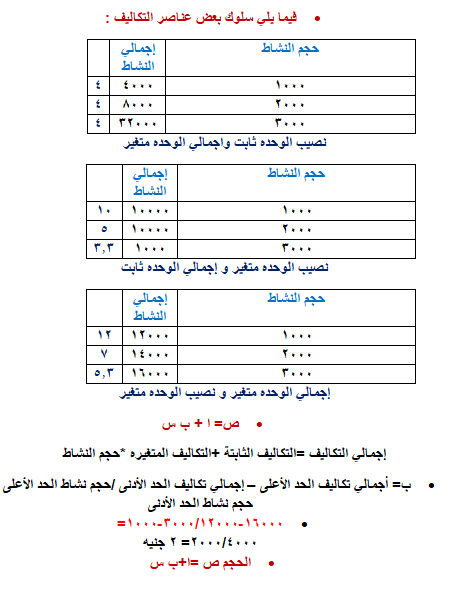 • فيما يلي سلوك بعض عناصر التكاليف :
حجم النشاط إجمالي النشاط
١٠٠٠ ٤٠٠٠ ٤
٢٠٠٠ ٨٠٠٠ ٤
٣٠٠٠ ٣٢٠٠٠ ٤
نصيب الوحده ثابت واجمالي الوحده متغير
حجم النشاط إجمالي النشاط
١٠٠٠ ١٠٠٠٠ ١٠
٢٠٠٠ ١٠٠٠٠ ٥
٣٠٠٠ ١٠٠٠ ٣,٣
نصيب الوحده متغير و إجمالي الوحده ثابت
حجم النشاط إجمالي النشاط
١٠٠٠ ١٢٠٠٠ ١٢
٢٠٠٠ ١٤٠٠٠ ٧
٣٠٠٠ ١٦٠٠٠ ٥,٣
إجمالي الوحده متغير و نصيب الوحده متغير
• ص= ا + ب س
إجمالي التكاليف =التكاليف الثابتة +التكاليف المتغيره *حجم النشاط
• ب= أجمالي تكاليف الحد الأعلى – إجمالي تكاليف الحد الأدنى /حجم نشاط الحد الأعلى
حجم نشاط الحد الأدنى
• ١٦٠٠٠-١٢٠٠٠/٣٠٠٠-١٠٠٠=
٢٠٠٠/٤٠٠٠= ٢ جنيه
• الحجم ص =ا+ب س